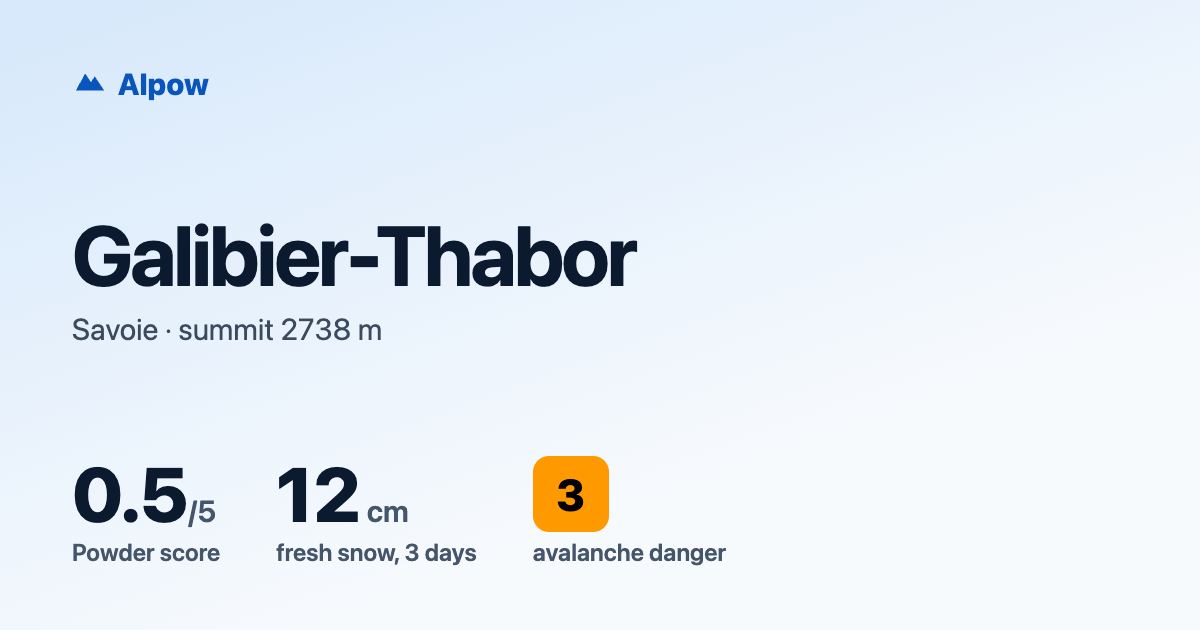 Alpow
Galibier-Thabor
Savoie · summit 2738 m
0.5/5
Powder score
12 cm
fresh snow, 3 days
3
avalanche danger